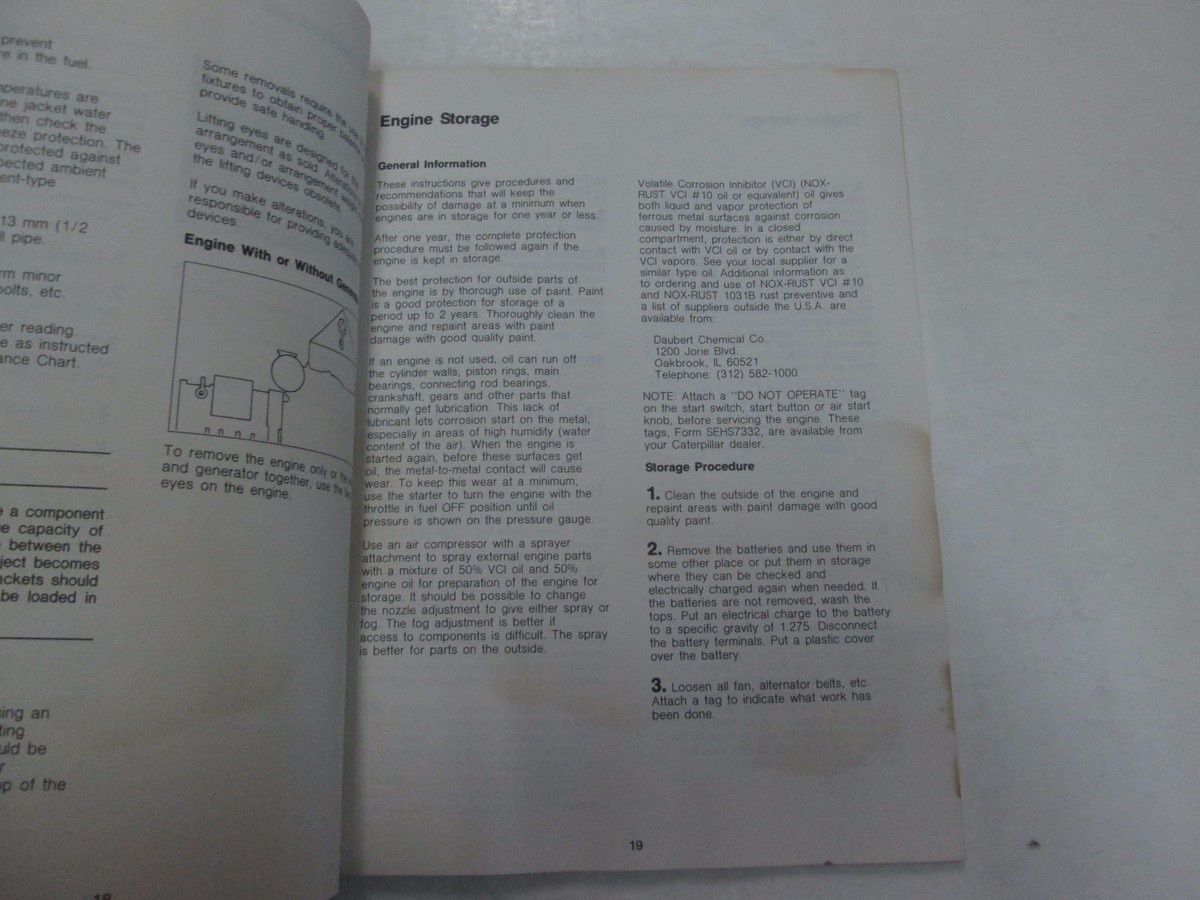 prevent
re in the fuel.
peratures are
ne jacket water
then check the
eze protection. The
protected against
pected ambient
ent-type
13 mm (1/2
l pipe.
rm minor
bolts, etc.
er reading.
e as instructed
ance Chart.
e a component
e capacity of
between the
ject becomes
ackets should
be loaded in
sing an
ting
uld be
r
op of the
18
Some removals require the
fixtures to obtain proper
provide safe handling.
Lifting eyes are designed for the
arrangement as sold.
eyes and/or arrangement
the lifting devices obsolete.
If you make alterations, you are
responsible for providing
devices.
Engine With or Without
To remove the engine only or the
and generator together, use the
eyes on the engine.
Engine Storage
General Information
These instructions give procedures and
recommendations that will keep the
possibility of damage at a minimum when
engines are in storage for one year or less.
After one year, the complete protection
procedure must be followed again if the
engine is kept in storage.
The best protection for outside parts of
the engine is by thorough use of paint. Paint
is a good protection for storage of a
period up to 2 years. Thoroughly clean the
engine and repaint areas with paint
damage with good quality paint.
If an engine is not used, oil can run off
the cylinder walls, piston rings, main
bearings, connecting rod bearings,
crankshaft, gears and other parts that
normally get lubrication. This lack of
lubricant lets corrosion start on the metal,
especially in areas of high humidity (water
content of the air). When the engine is
started again, before these surfaces get
oil, the metal-to-metal contact will cause
wear. To keep this wear at a minimum,
use the starter to turn the engine with the
throttle in fuel OFF position until oil
pressure is shown on the pressure gauge.
Use an air compressor with a sprayer
attachment to spray external engine parts
with a mixture of 50% VCI oil and 50%
engine oil for preparation of the engine for
storage. It should be possible to change
the nozzle adjustment to give either spray or
fog. The fog adjustment is better if
access to components is difficult. The spray
is better for parts on the outside.
Volatile Corrosion Inhibitor (VCI) (NOX-
RUST VCI #10 oil or equivalent) oil gives
both liquid and vapor protection of
ferrous metal surfaces against corrosion
caused by moisture. In a closed
compartment, protection is either by direct
contact with VCI oil or by contact with the
VCI vapors. See your local supplier for a
similar type oil. Additional information as
to ordering and use of NOX-RUST VCI #10
and NOX-RUST 1031B rust preventive and
a list of suppliers outside the U.S.A. are
available from:
Daubert Chemical Co.
1200 Jorie Blvd.
Oakbrook, IL 60521
Telephone: (312) 582-1000
NOTE: Attach a "DO NOT OPERATE" tag
on the start switch, start button or air start
knob, before servicing the engine. These
tags, Form SEHS7332, are available from
your Caterpillar dealer.
Storage Procedure
1. Clean the outside of the engine and
repaint areas with paint damage with good
quality paint.
2. Remove the batteries and use them in
some other place or put them in storage
where they can be checked and
electrically charged again when needed. If
the batteries are not removed, wash the
tops. Put an electrical charge to the battery
to a specific gravity of 1.275. Disconnect
the battery terminals. Put a plastic cover
over the battery.
3. Loosen all fan, alternator belts, etc.
Attach a tag to indicate what work has
been done.
19